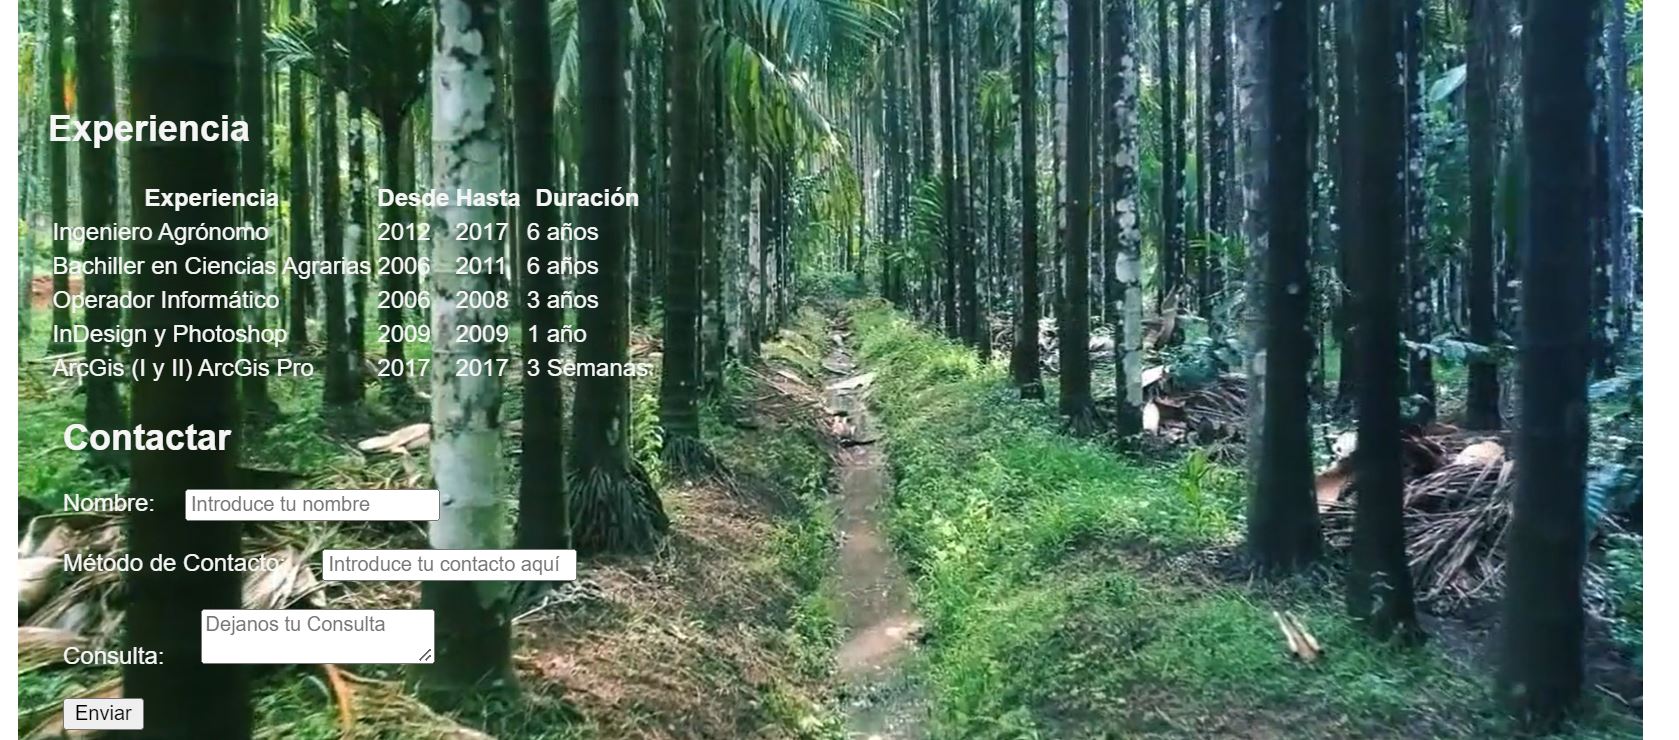 Experiencia
Experiencia Desde Hasta Duración
Ingeniero Agrónomo 2012 2017 6 años
Bachiller en Ciencias Agrarias 2006 2011 6 años
Operador Informático 2006 2008 3 años
InDesign y Photoshop 2009 2009 1 año
ArcGis (I y II) ArcGis Pro 2017 2017 3 Semanas
Contactar
Nombre: Introduce tu nombre
Método de Contacto: Introduce tu contacto aquí
Consulta: Dejanos tu Consulta
Enviar